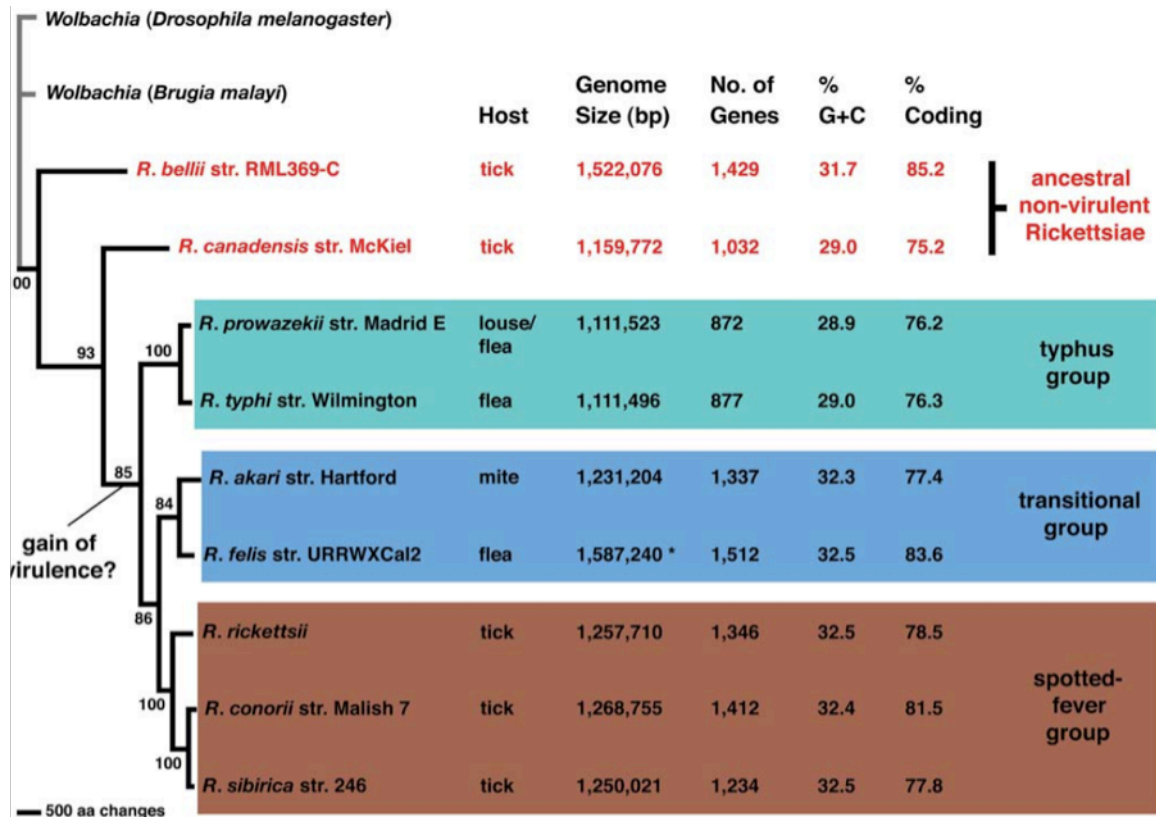 Wolbachia (Drosophila melanogaster)
Wolbachia (Brugia malayi)
Host Genome Size (bp) No. of Genes % G+C % Coding
R. bellii str. RML369-C tick 1,522,076 1,429 31.7 85.2
ancestral non-virulent Rickettsiae
R. canadensis str. McKiel tick 1,159,772 1,032 29.0 75.2
00
R. prowazekii str. Madrid E louse/flea 1,111,523 872 28.9 76.2
93
100
typhus group
R. typhi str. Wilmington flea 1,111,496 877 29.0 76.3
85
R. akari str. Hartford mite 1,231,204 1,337 32.3 77.4
84
transitional group
gain of virulence?
R. felis str. URRWXCal2 flea 1,587,240 * 1,512 32.5 83.6
86
R. rickettsii tick 1,257,710 1,346 32.5 78.5
spotted-fever group
100
R. conorii str. Malish 7 tick 1,268,755 1,412 32.4 81.5
100
R. sibirica str. 246 tick 1,250,021 1,234 32.5 77.8
500 aa changes